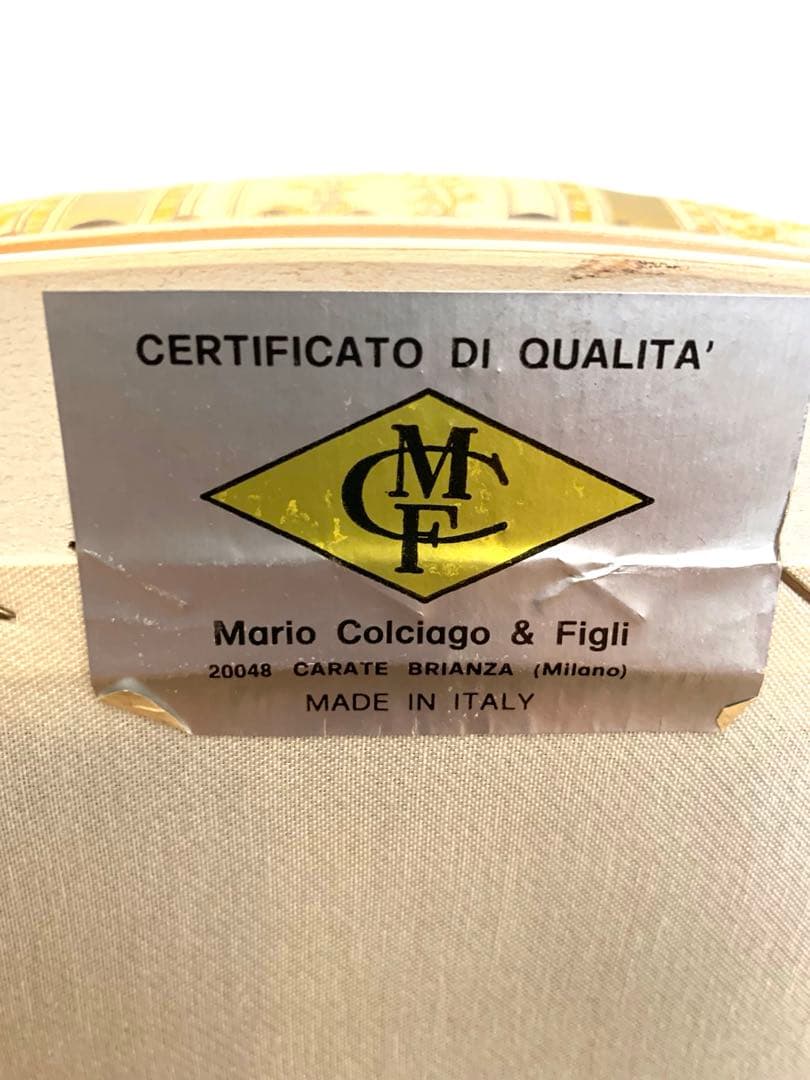 CERTIFICATO DI QUALITA'
MCF
Mario Colciago & Figli
20048 CARATE BRIANZA (Milano)
MADE IN ITALY